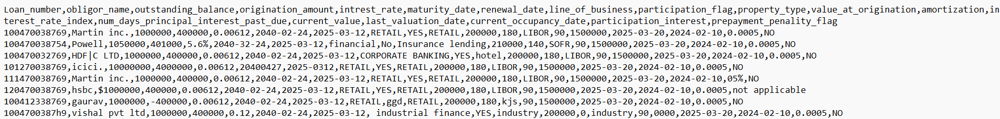 Loan_number,obligor_name,outstanding_balance,origination_amount,intrest_rate,maturity_date,renewal_date,line_of_business,participation_flag,property_type,value_at_origination,amortization,in
terest_rate_index,num_days_principal_interest_past_due,current_value,last_valuation_date,current_occupancy_date,participation_interest,prepayment_penality_flag
100470038769,Martin inc.,1000000,400000,0.00612,2040-02-24,2025-03-12,RETAIL,YES,RETAIL,200000,180,LIBOR,90,1500000,2025-03-20,2024-02-10,0.0005,NO
100470038754,Powell,1050000,401000,5.6%,2040-32-24,2025-03-12,financial,No,Insurance lending,210000,140,SOFR,90,1500000,2025-03-20,2024-02-10,0.0005,NO
100470032769,HDF|C LTD,1000000,400000,0.00612,2040-02-24,2025-03-12,CORPORATE BANKING,YES,hotel,200000,180,LIBOR,90,1500000,2025-03-20,2024-02-10,0.0005,NO
101270038769,icici.,10000000,4000000,0.00612,20400427,2025-0312,RETAIL,YES,RETAIL,200000,180,LIBOR,90,1500000,2025-03-20,2024-02-10,0.0005,NO
111470038769,Martin inc.,1000000,400000,0.00612,2040-02-24,2025-03-12,RETAIL,YES,RETAIL,200000,180,LIBOR,90,1500000,2025-03-20,2024-02-10,05%,NO
120470038769,hsbc,$1000000,400000,0.00612,2040-02-24,2025-03-12,RETAIL,YES,RETAIL,200000,180,LIBOR,90,1500000,2025-03-20,2024-02-10,0.0005,not applicable
100412338769,gaurav,1000000,-400000,0.00612,2040-02-24,2025-03-12,RETAIL,ggd,RETAIL,200000,180,kjs,90,1500000,2025-03-20,2024-02-10,0.0005,NO
1004700387h9,vishal pvt ltd,1000000,400000,0.12,2040-02-24,2025-03-12, industrial finance,YES,industry,200000,0,industry,90,0000,2025-03-20,2024-02-10,0.0005,NO